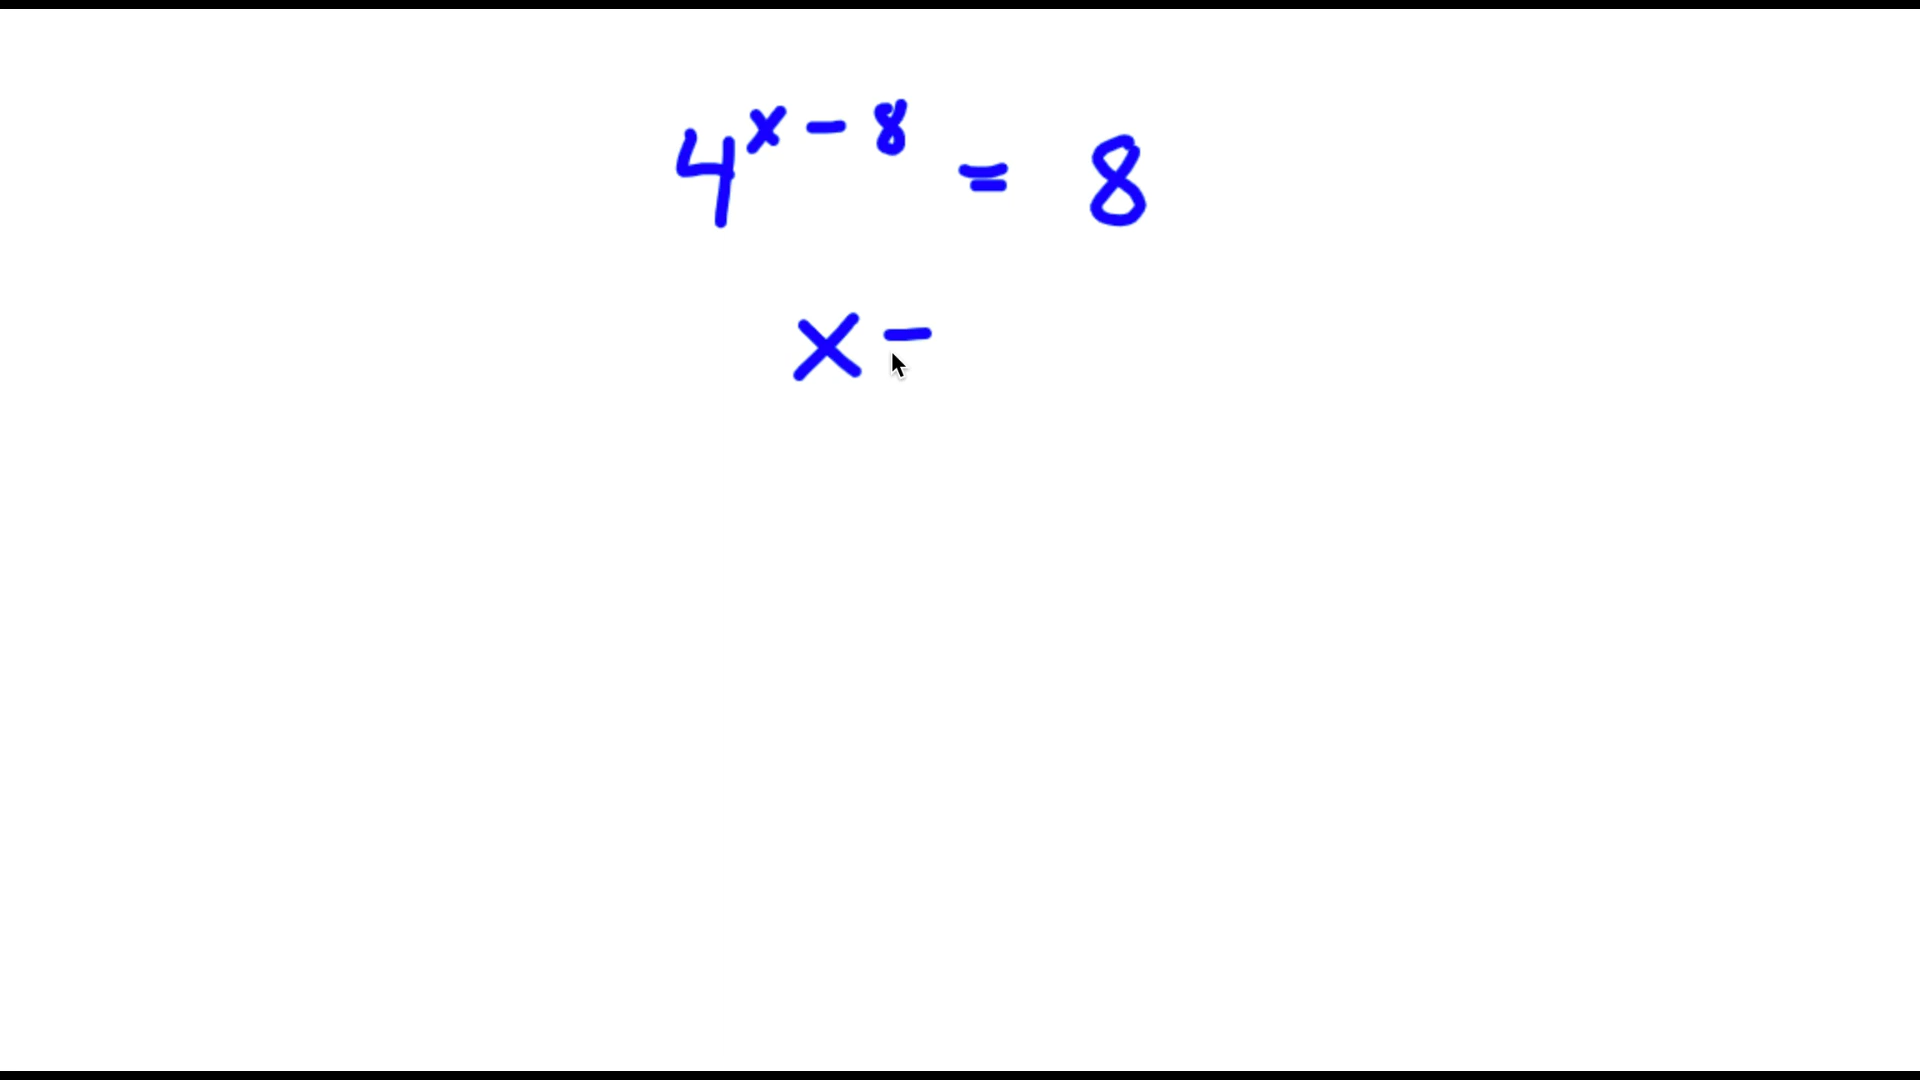 4^{x - 8} = 8
x -